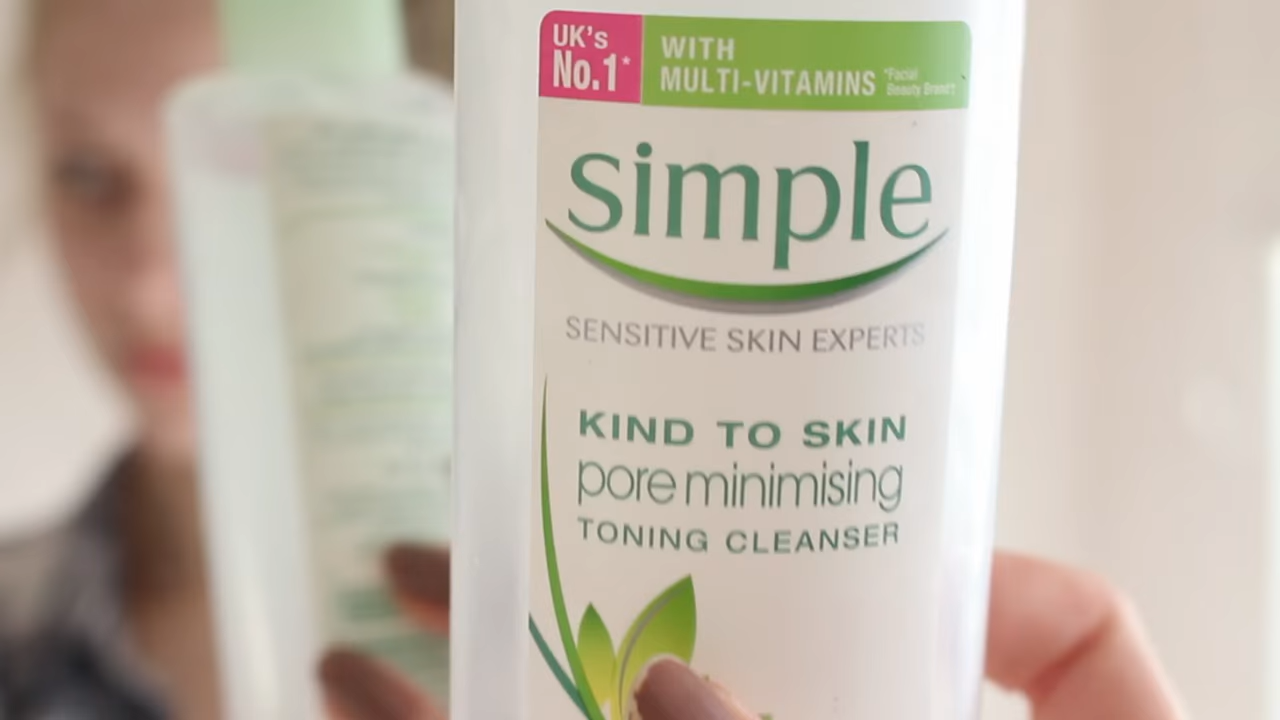 UK's
No.1*
WITH
MULTI-VITAMINS
*Facial
Beauty Brand
simple
SENSITIVE SKIN EXPERTS
KIND TO SKIN
pore minimising
TONING CLEANSER